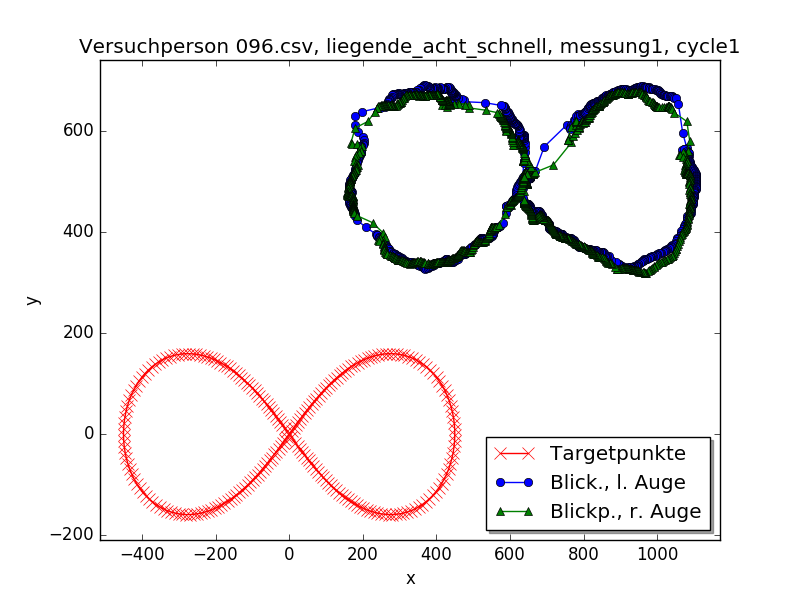 Versuchperson 096.csv, liegende_acht_schnell, messung1, cycle1
y
600
400
200
0
−200
−400
−200
0
200
400
600
800
1000
x
Targetpunkte
Blick., l. Auge
Blickp., r. Auge